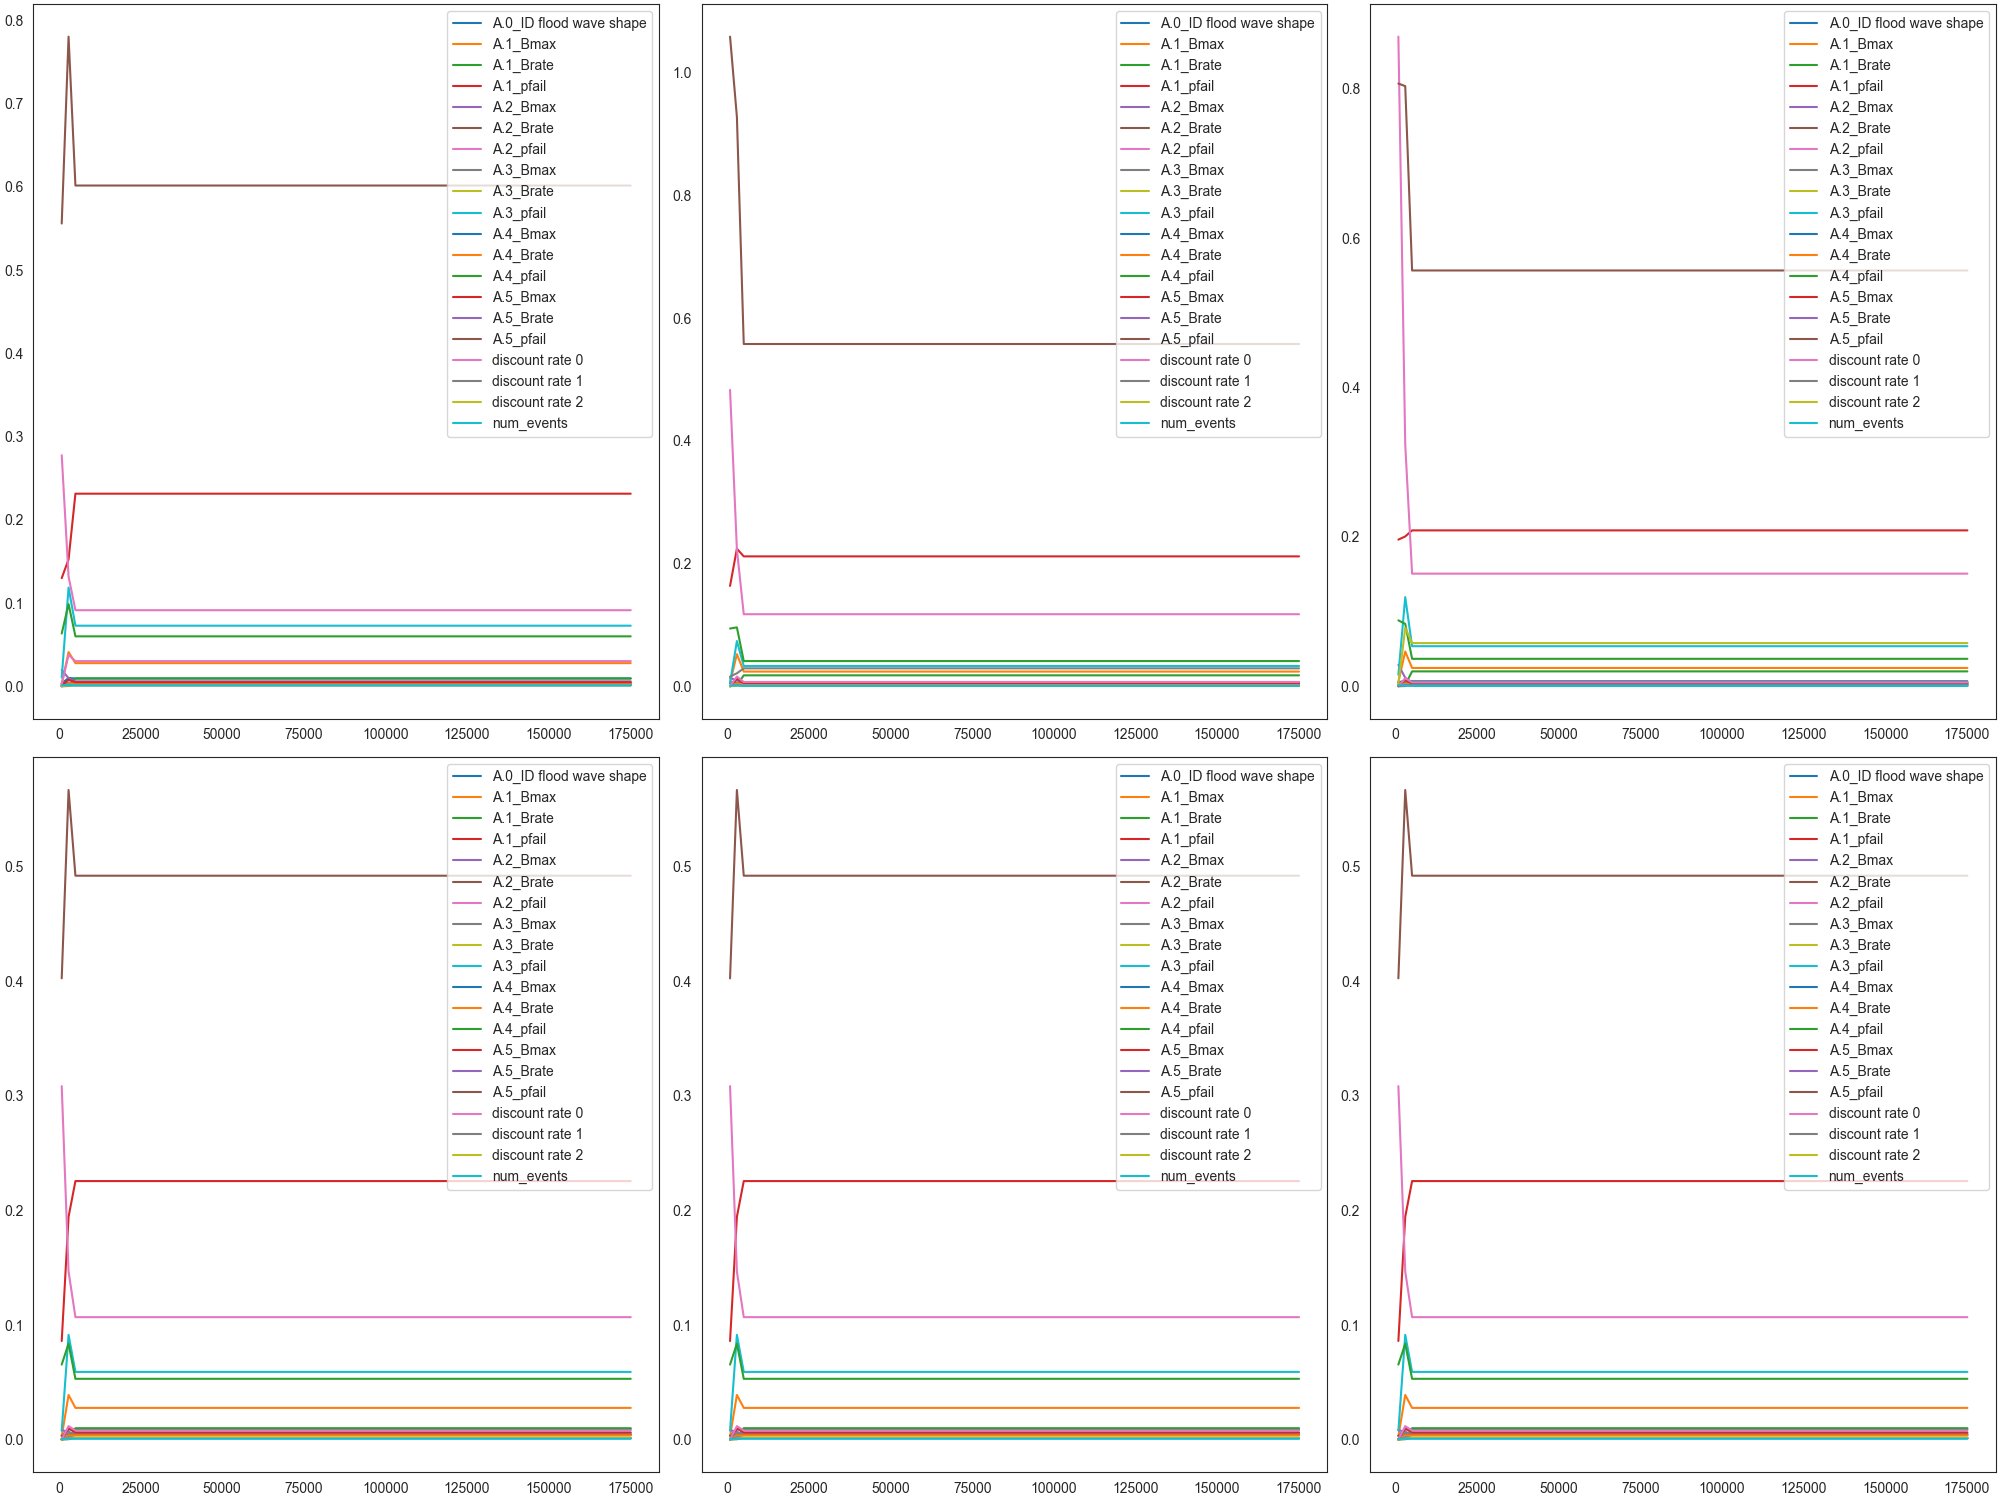 0.8
0.7
0.6
0.5
0.4
0.3
0.2
0.1
0.0
0
25000
50000
75000
100000
125000
150000
175000
A.0_ID flood wave shape
A.1_Bmax
A.1_Brate
A.1_pfail
A.2_Bmax
A.2_Brate
A.2_pfail
A.3_Bmax
A.3_Brate
A.3_pfail
A.4_Bmax
A.4_Brate
A.4_pfail
A.5_Bmax
A.5_Brate
A.5_pfail
discount rate 0
discount rate 1
discount rate 2
num_events
1.0
0.8
0.6
0.4
0.2
0.0
0
25000
50000
75000
100000
125000
150000
175000
A.0_ID flood wave shape
A.1_Bmax
A.1_Brate
A.1_pfail
A.2_Bmax
A.2_Brate
A.2_pfail
A.3_Bmax
A.3_Brate
A.3_pfail
A.4_Bmax
A.4_Brate
A.4_pfail
A.5_Bmax
A.5_Brate
A.5_pfail
discount rate 0
discount rate 1
discount rate 2
num_events
0.8
0.6
0.4
0.2
0.0
0
25000
50000
75000
100000
125000
150000
175000
A.0_ID flood wave shape
A.1_Bmax
A.1_Brate
A.1_pfail
A.2_Bmax
A.2_Brate
A.2_pfail
A.3_Bmax
A.3_Brate
A.3_pfail
A.4_Bmax
A.4_Brate
A.4_pfail
A.5_Bmax
A.5_Brate
A.5_pfail
discount rate 0
discount rate 1
discount rate 2
num_events
0.5
0.4
0.3
0.2
0.1
0.0
0
25000
50000
75000
100000
125000
150000
175000
A.0_ID flood wave shape
A.1_Bmax
A.1_Brate
A.1_pfail
A.2_Bmax
A.2_Brate
A.2_pfail
A.3_Bmax
A.3_Brate
A.3_pfail
A.4_Bmax
A.4_Brate
A.4_pfail
A.5_Bmax
A.5_Brate
A.5_pfail
discount rate 0
discount rate 1
discount rate 2
num_events
0.5
0.4
0.3
0.2
0.1
0.0
0
25000
50000
75000
100000
125000
150000
175000
A.0_ID flood wave shape
A.1_Bmax
A.1_Brate
A.1_pfail
A.2_Bmax
A.2_Brate
A.2_pfail
A.3_Bmax
A.3_Brate
A.3_pfail
A.4_Bmax
A.4_Brate
A.4_pfail
A.5_Bmax
A.5_Brate
A.5_pfail
discount rate 0
discount rate 1
discount rate 2
num_events
0.5
0.4
0.3
0.2
0.1
0.0
0
25000
50000
75000
100000
125000
150000
175000
A.0_ID flood wave shape
A.1_Bmax
A.1_Brate
A.1_pfail
A.2_Bmax
A.2_Brate
A.2_pfail
A.3_Bmax
A.3_Brate
A.3_pfail
A.4_Bmax
A.4_Brate
A.4_pfail
A.5_Bmax
A.5_Brate
A.5_pfail
discount rate 0
discount rate 1
discount rate 2
num_events